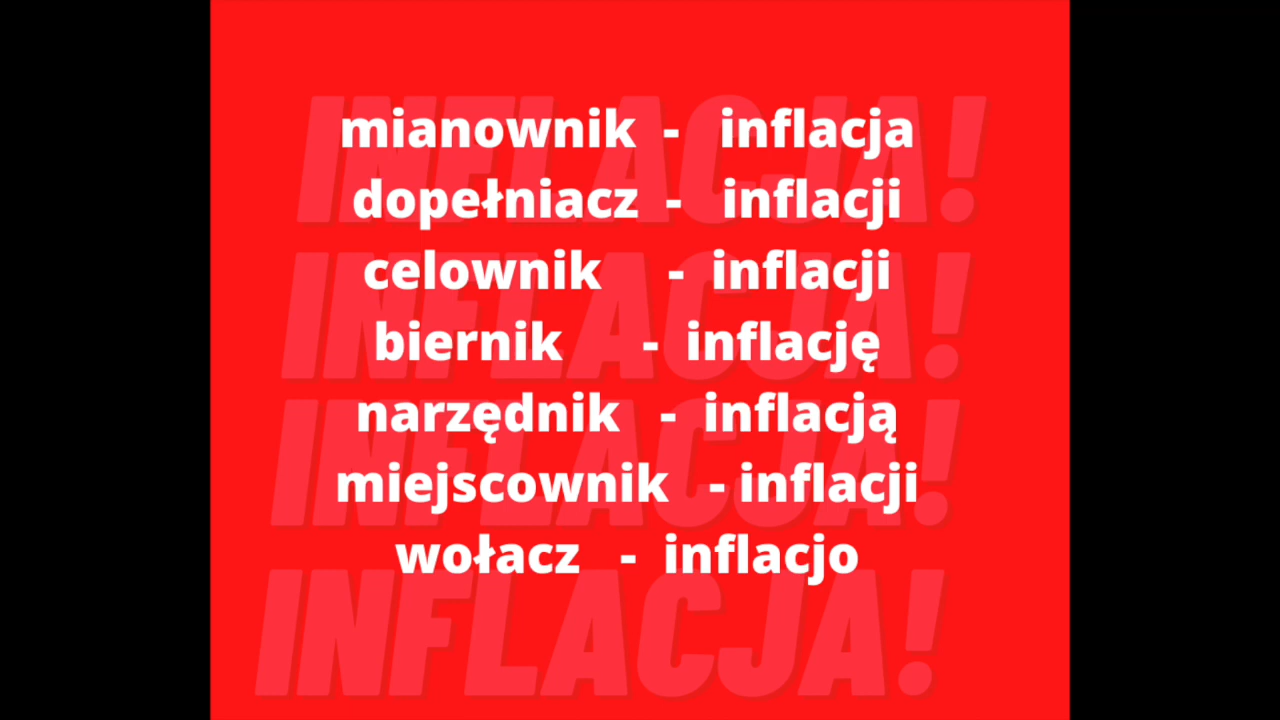 mianownik - inflacja
dopełniacz - inflacji
celownik - inflacji
biernik - inflację
narzędnik - inflacją
miejscownik - inflacji
wołacz - inflacjo
INFLACJA!
INFLACJA!
INFLACJA!
INFLACJA!